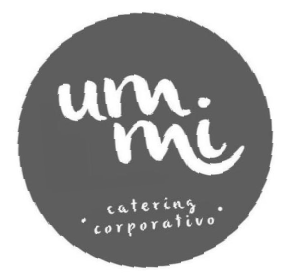 um.
mi
catering
• corporativo •